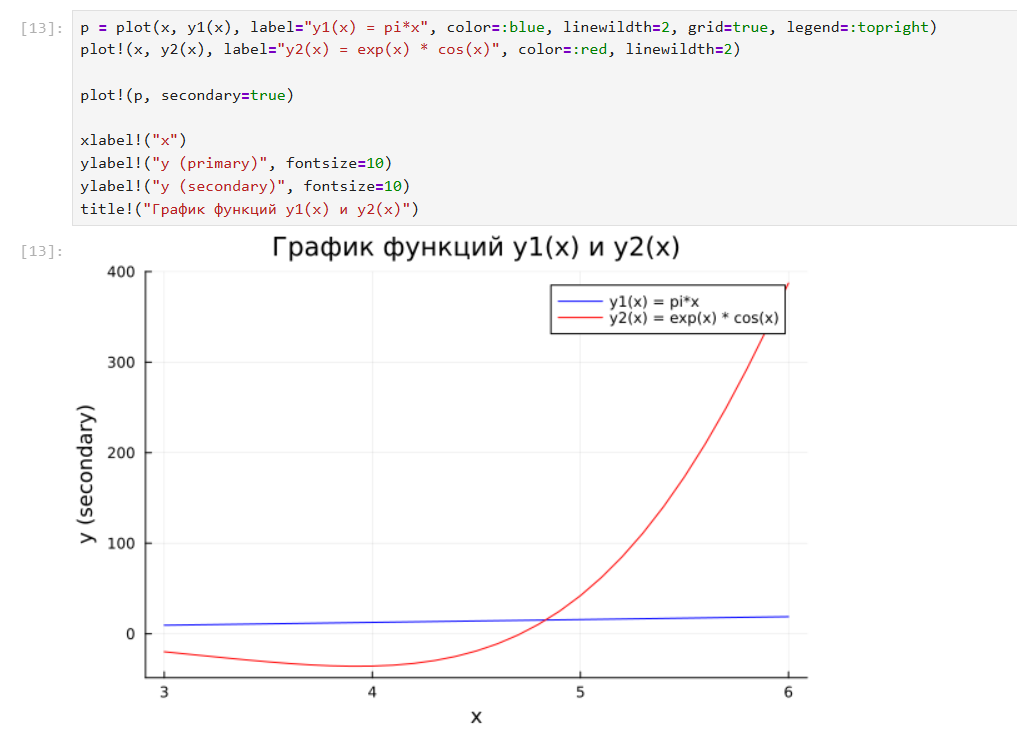 [13]:
p = plot(x, y1(x), label="y1(x) = pi*x", color=:blue, linewildth=2, grid=true, legend=:topright)
plot!(x, y2(x), label="y2(x) = exp(x) * cos(x)", color=:red, linewildth=2)
plot!(p, secondary=true)
xlabel!("x")
ylabel!("y (primary)", fontsize=10)
ylabel!("y (secondary)", fontsize=10)
title!("График функций y1(x) и y2(x)")
[13]:
График функций y1(x) и y2(x)
y1(x) = pi*x
y2(x) = exp(x) * cos(x)
y (secondary)
400
300
200
100
0
3 4 5 6
x